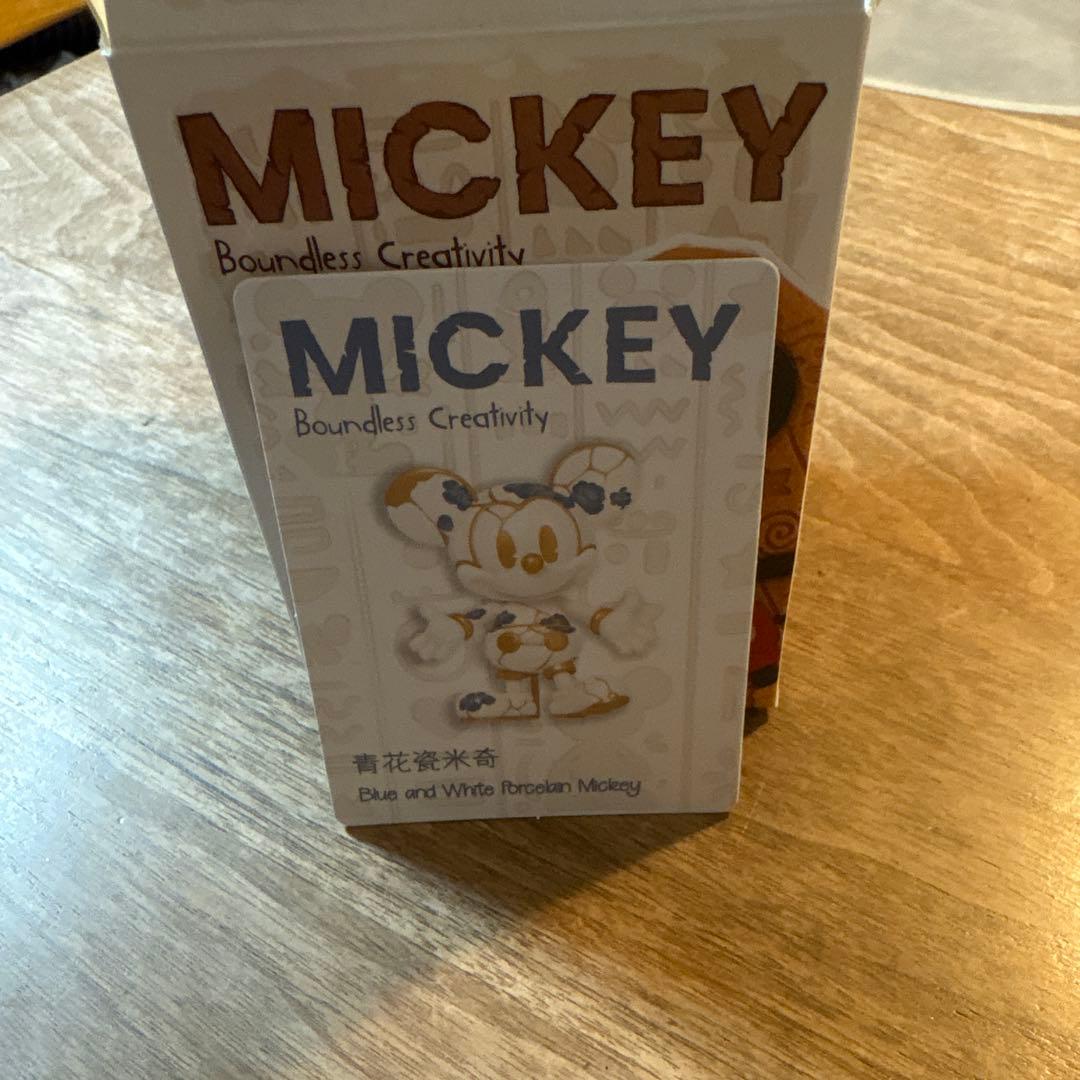 MICKEY
Boundless Creativity
MICKEY
Boundless Creativity
青花瓷米奇
Blue and White Porcelain Mickey